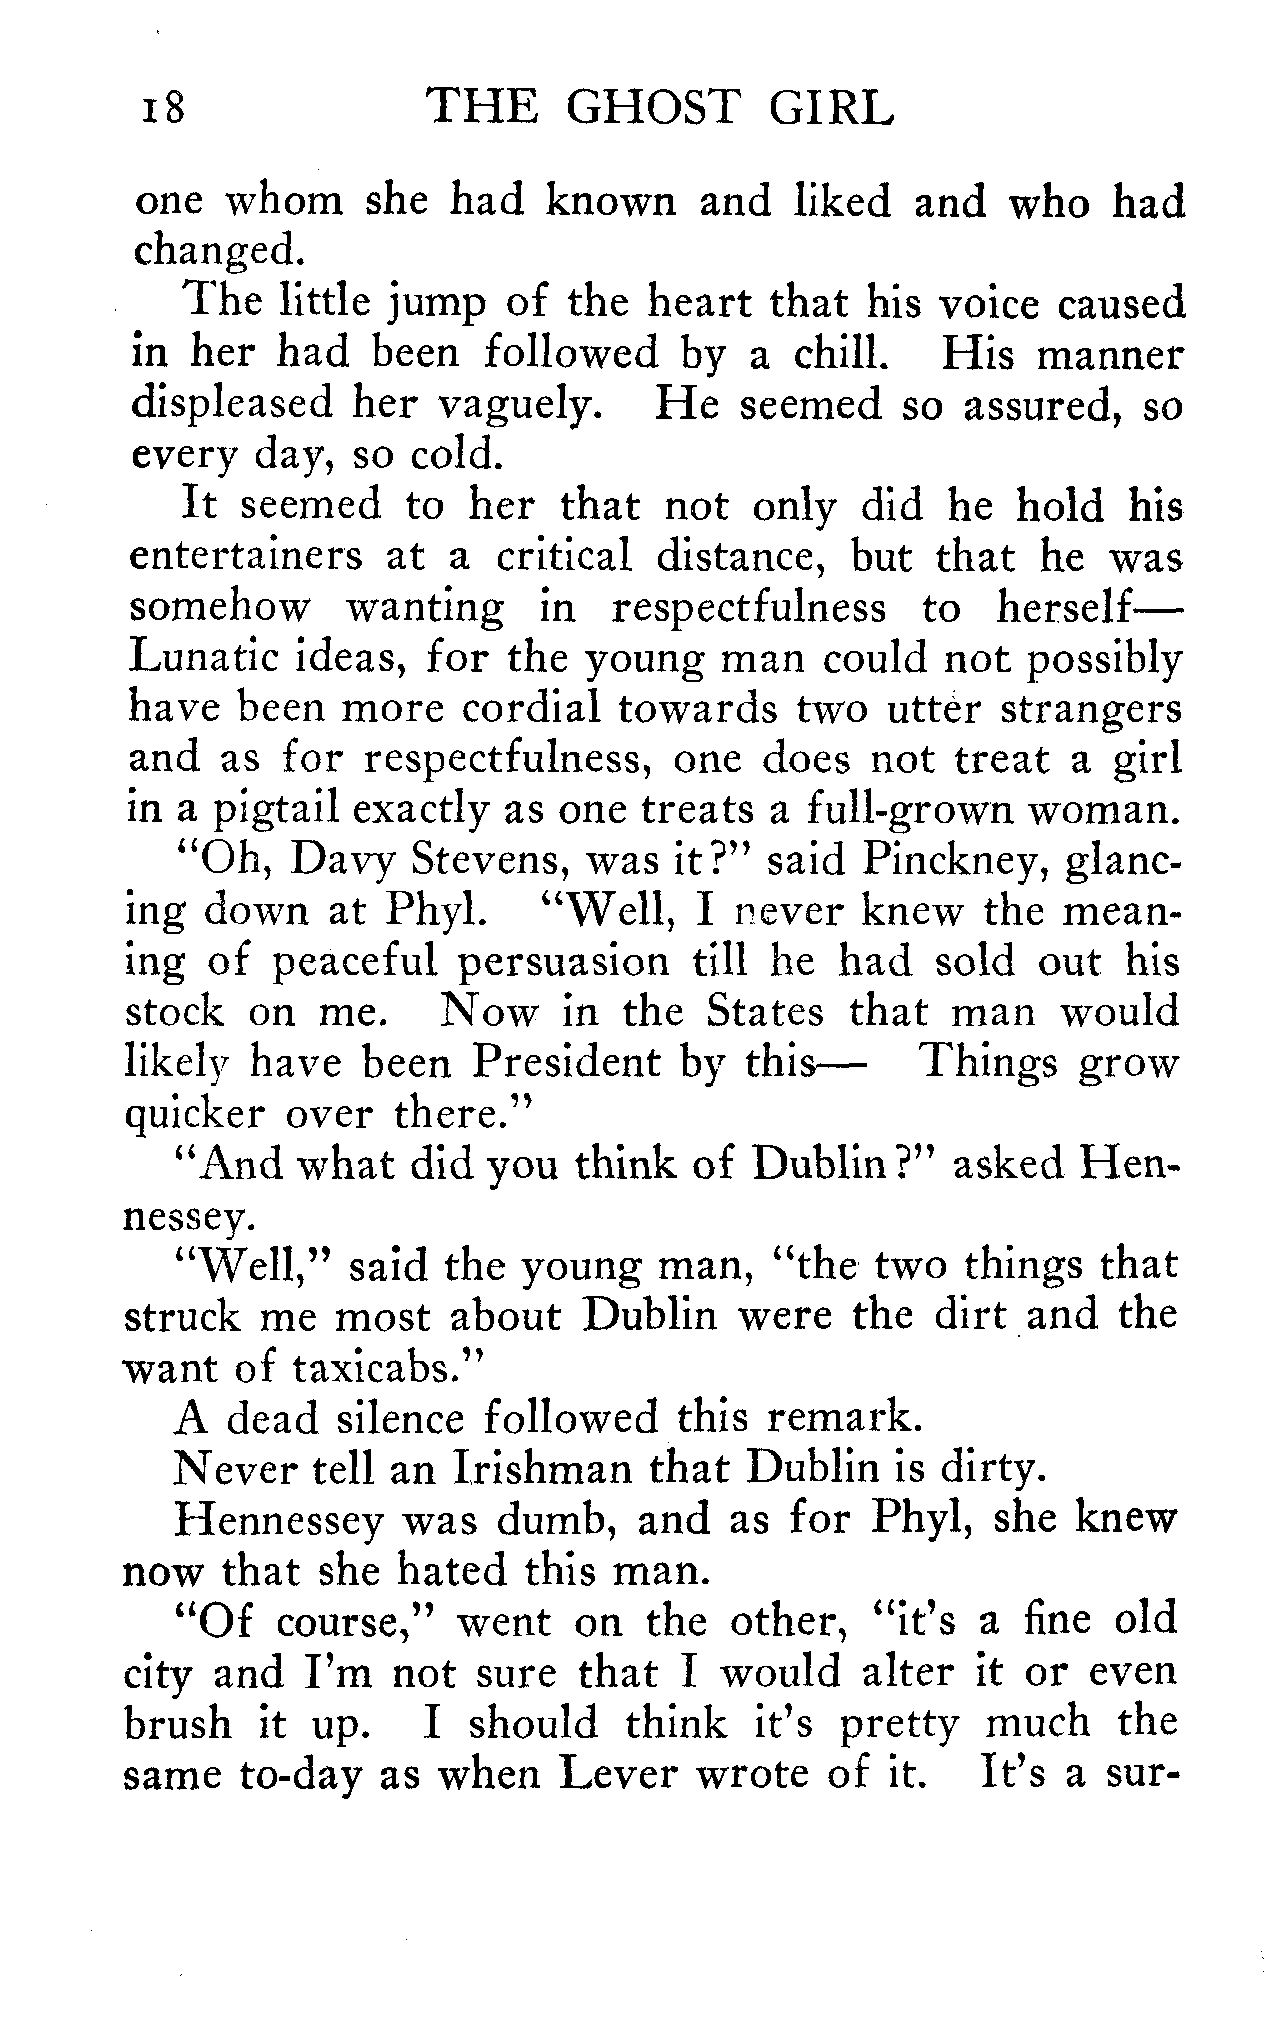 18 THE GHOST GIRL
one whom she had known and liked and who had
changed.
The little jump of the heart that his voice caused
in her had been followed by a chill. His manner
displeased her vaguely. He seemed so assured, so
every day, so cold.
It seemed to her that not only did he hold his
entertainers at a critical distance, but that he was
somehow wanting in respectfulness to herself—
Lunatic ideas, for the young man could not possibly
have been more cordial towards two utter strangers
and as for respectfulness, one does not treat a girl
in a pigtail exactly as one treats a full-grown woman.
"Oh, Davy Stevens, was it?" said Pinckney, glanc-
ing down at Phyl. "Well, I never knew the mean-
ing of peaceful persuasion till he had sold out his
stock on me. Now in the States that man would
likely have been President by this— Things grow
quicker over there."
"And what did you think of Dublin?" asked Hen-
nessey.
"Well," said the young man, "the two things that
struck me most about Dublin were the dirt and the
want of taxicabs."
A dead silence followed this remark.
Never tell an Irishman that Dublin is dirty.
Hennessey was dumb, and as for Phyl, she knew
now that she hated this man.
"Of course," went on the other, "it's a fine old
city and I'm not sure that I would alter it or even
brush it up. I should think it's pretty much the
same to-day as when Lever wrote of it. It's a sur-